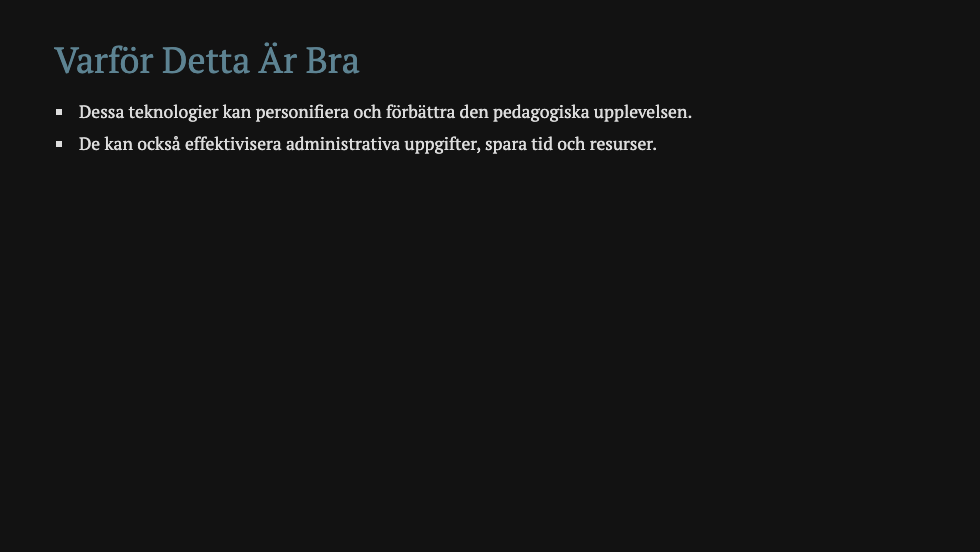 Varför Detta Är Bra
▪ Dessa teknologier kan personifiera och förbättra den pedagogiska upplevelsen.
▪ De kan också effektivisera administrativa uppgifter, spara tid och resurser.